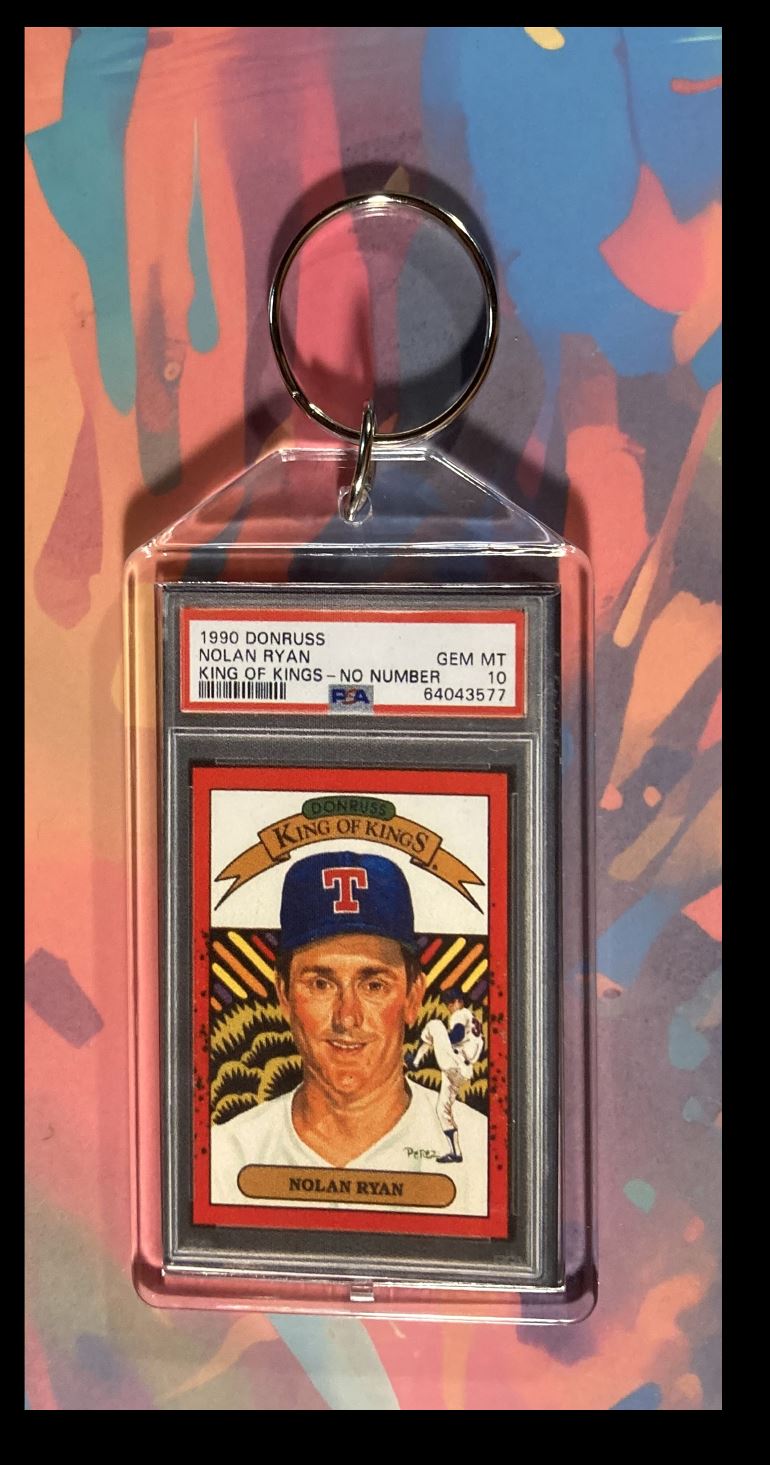 1990 DONRUSS
NOLAN RYAN GEM MT
KING OF KINGS - NO NUMBER 10
PSA 64043577
DONRUSS
KING OF KINGS
T
Perez
NOLAN RYAN